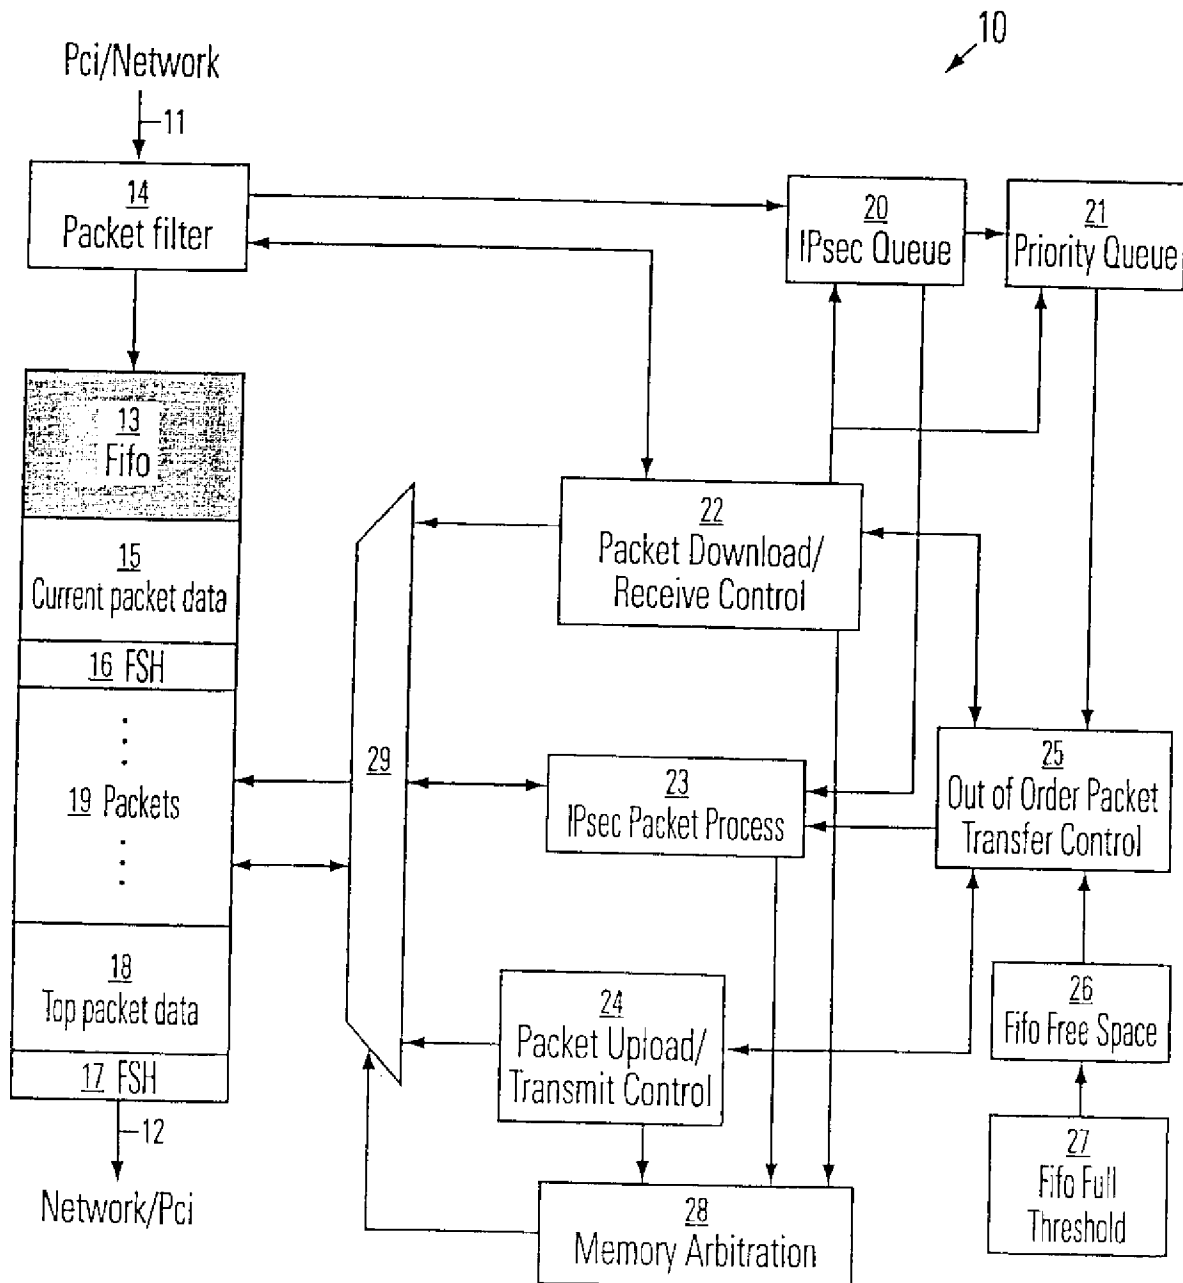 10
Pci/Network
11
14
Packet filter
20
IPsec Queue
21
Priority Queue
13
Fifo
15
Current packet data
16 FSH
19 Packets
18
Top packet data
17 FSH
12
Network/Pci
29
22
Packet Download/
Receive Control
23
IPsec Packet Process
24
Packet Upload/
Transmit Control
25
Out of Order Packet
Transfer Control
26
Fifo Free Space
27
Fifo Full
Threshold
28
Memory Arbitration